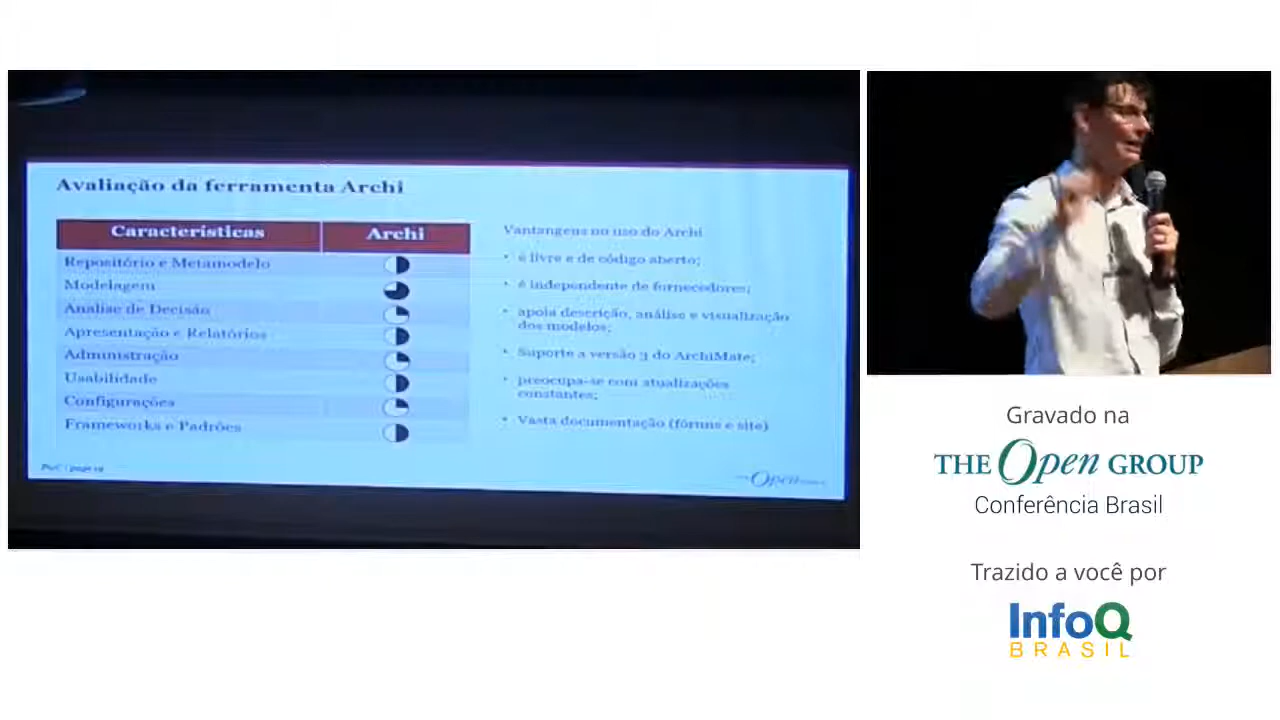 Avaliação da ferramenta Archi
Características
Archi
Repositório e Metamodelo
Modelagem
Análise de Decisão
Apresentação e Relatórios
Administração
Usabilidade
Configurações
Frameworks e Padrões
Vantangens no uso do Archi
• é livre e de código aberto;
• é independente de fornecedores;
• apoia descrição, análise e visualização
dos modelos;
• Suporte a versão 3 do ArchiMate;
• preocupa-se com atualizações
constantes;
• Vasta documentação (fóruns e site)
Open
Gravado na
THE Open GROUP
Conferência Brasil
Trazido a você por
InfoQ
BRASIL